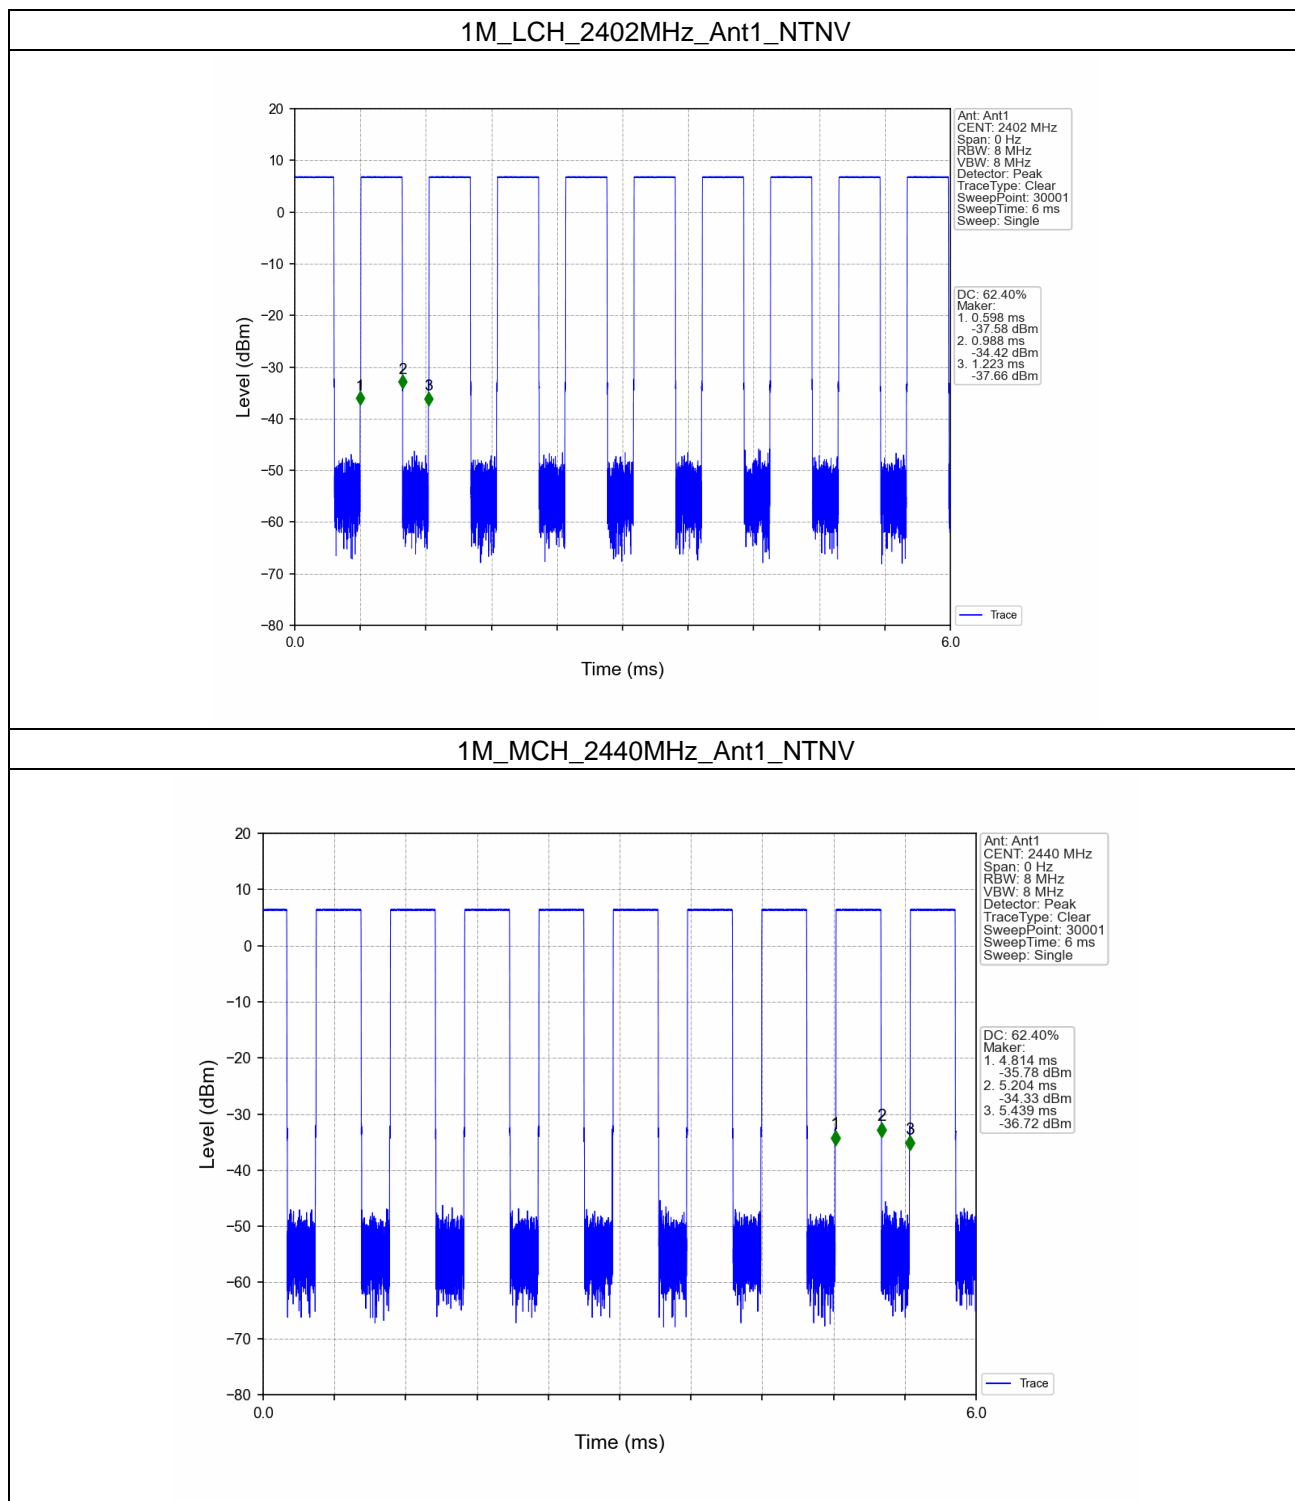 1M_LCH_2402MHz_Ant1_NTNV
20
10
0
−10
−20
−30
−40
−50
−60
−70
−80
Level (dBm)
0.0
6.0
Time (ms)
1
2
3
Ant: Ant1
CENT: 2402 MHz
Span: 0 Hz
RBW: 8 MHz
VBW: 8 MHz
Detector: Peak
TraceType: Clear
SweepPoint: 30001
SweepTime: 6 ms
Sweep: Single
DC: 62.40%
Maker:
1. 0.598 ms
-37.58 dBm
2. 0.988 ms
-34.42 dBm
3. 1.223 ms
-37.66 dBm
Trace
1M_MCH_2440MHz_Ant1_NTNV
20
10
0
−10
−20
−30
−40
−50
−60
−70
−80
Level (dBm)
0.0
6.0
Time (ms)
1
2
3
Ant: Ant1
CENT: 2440 MHz
Span: 0 Hz
RBW: 8 MHz
VBW: 8 MHz
Detector: Peak
TraceType: Clear
SweepPoint: 30001
SweepTime: 6 ms
Sweep: Single
DC: 62.40%
Maker:
1. 4.814 ms
-35.78 dBm
2. 5.204 ms
-34.33 dBm
3. 5.439 ms
-36.72 dBm
Trace